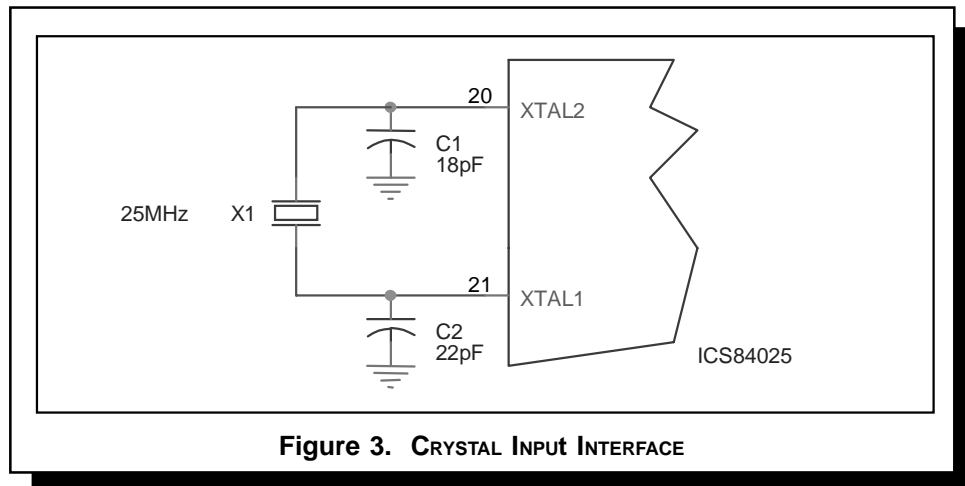 20
XTAL2
C1
18pF
25MHz X1
21
XTAL1
C2
22pF
ICS84025
Figure 3. CRYSTAL INPUt INTERFACE